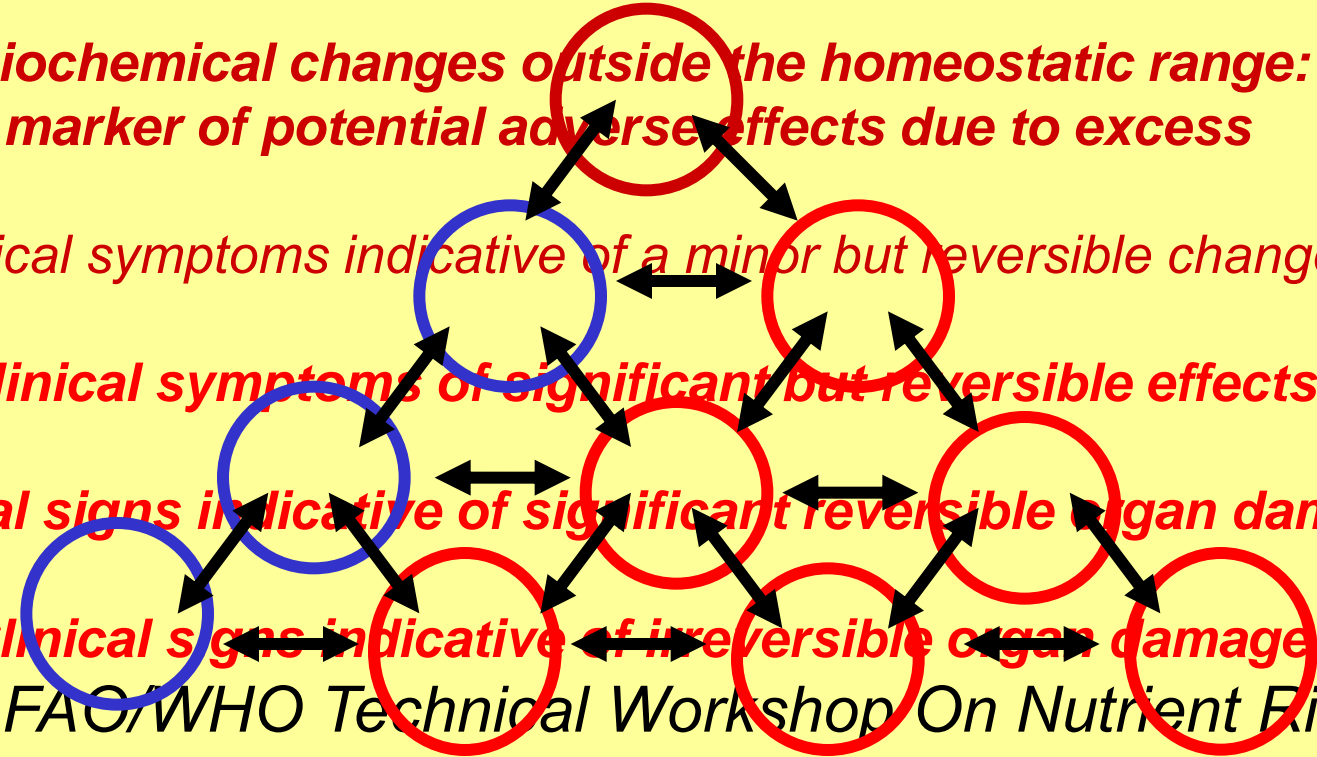 iochemical changes outside the homeostatic range:
marker of potential adverse effects due to excess
ical symptoms indicative of a minor but reversible change
linical symptoms of significant but reversible effects
al signs indicative of significant reversible organ dam
linical signs indicative of irreversible organ damage
FAO/WHO Technical Workshop On Nutrient Ri